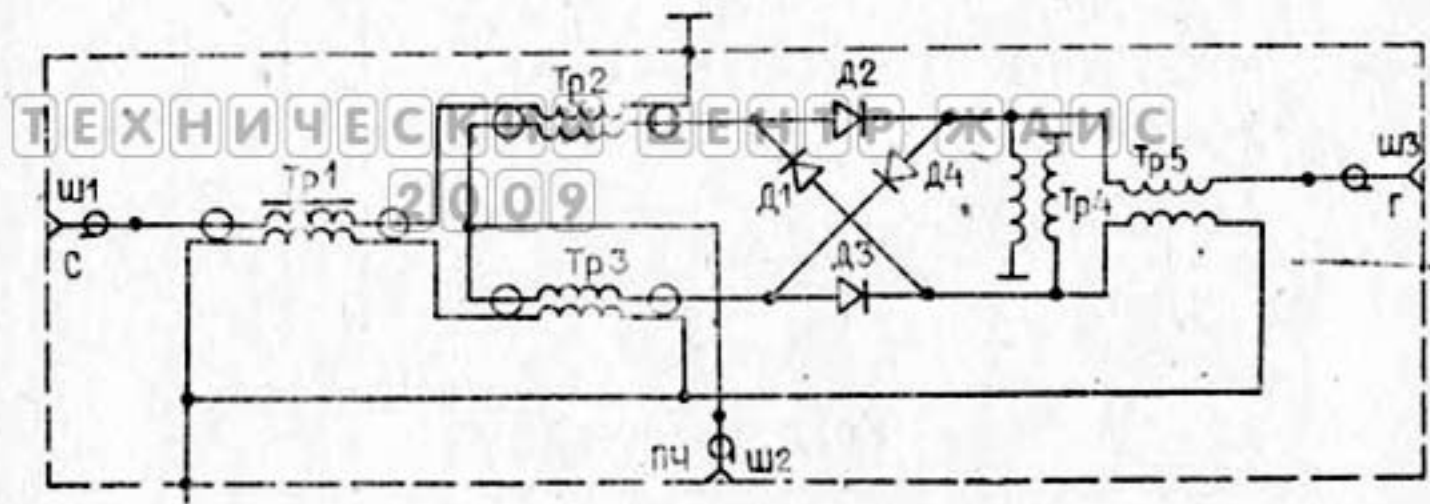 Тр2
Д2
ТЕХНИЧЕСКИЙ ЦЕНТР ЖАИС
2009
Ш1
Тр1
Д1
Д4
Тр4
Тр5
Ш3
С
Г
Тр3
Д3
ПЧ
Ш2